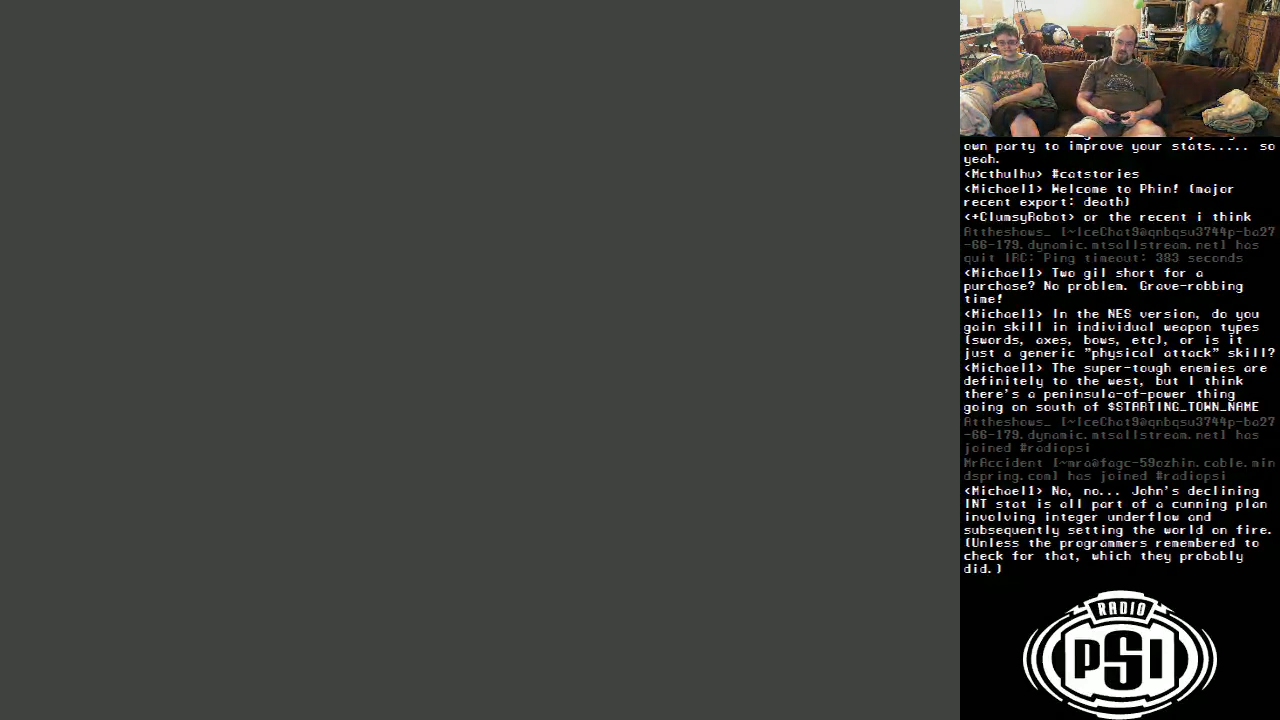 own party to improve your stats..... so
yeah.
<Mcthulhu> #catstories
<Michael1> Welcome to Phin! (major
recent export: death)
<+ClumsyRobot> or the recent i think
Attheshows_ [~IceChat9@qnbqsu3744p-ba27
-66-179.dynamic.mtsallstream.net] has
quit IRC: Ping timeout: 383 seconds
<Michael1> Two gil short for a
purchase? No problem. Grave-robbing
time!
<Michael1> In the NES version, do you
gain skill in individual weapon types
(swords, axes, bows, etc), or is it
just a generic "physical attack" skill?
<Michael1> The super-tough enemies are
definitely to the west, but I think
there's a peninsula-of-power thing
going on south of $STARTING_TOWN_NAME
Attheshows_ [~IceChat9@qnbqsu3744p-ba27
-66-179.dynamic.mtsallstream.net] has
joined #radiopsi
MrAccident [~mra@fagc-59ozhin.cable.min
dspring.com] has joined #radiopsi
<Michael1> No, no... John's declining
INT stat is all part of a cunning plan
involving integer underflow and
subsequently setting the world on fire.
(Unless the programmers remembered to
check for that, which they probably
did.)
RADIO
PSI